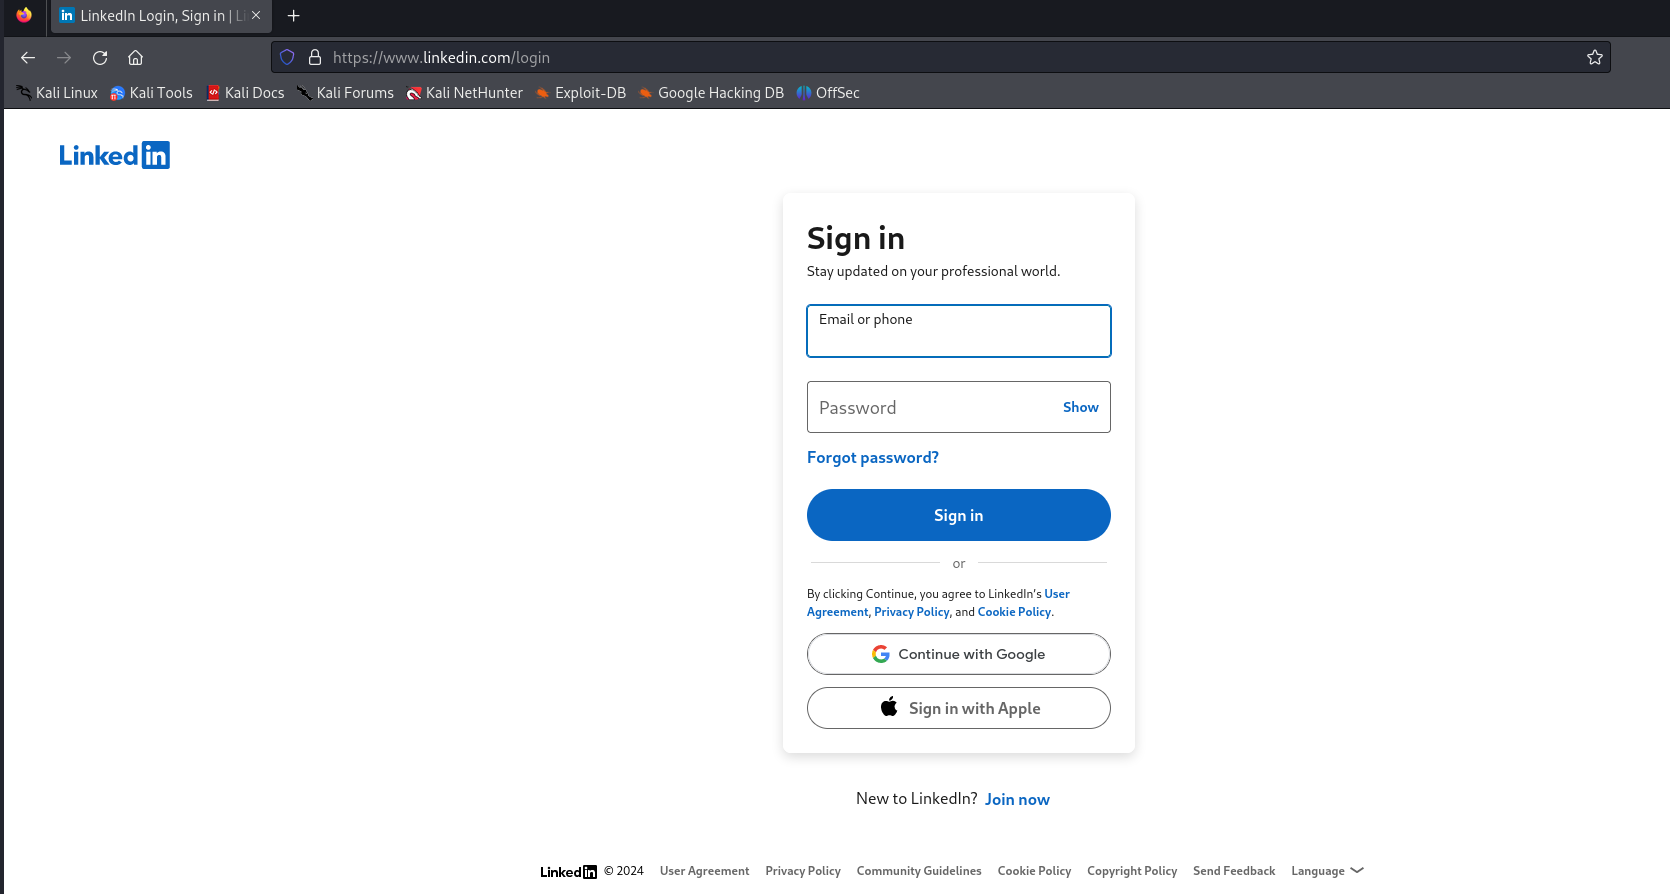 LinkedIn Login, Sign in | Li
https://www.linkedin.com/login
Kali Linux Kali Tools Kali Docs Kali Forums Kali NetHunter Exploit-DB Google Hacking DB OffSec
LinkedIn
Sign in
Stay updated on your professional world.
Email or phone
Password Show
Forgot password?
Sign in
or
By clicking Continue, you agree to LinkedIn's User
Agreement, Privacy Policy, and Cookie Policy.
Continue with Google
Sign in with Apple
New to LinkedIn? Join now
LinkedIn © 2024 User Agreement Privacy Policy Community Guidelines Cookie Policy Copyright Policy Send Feedback Language